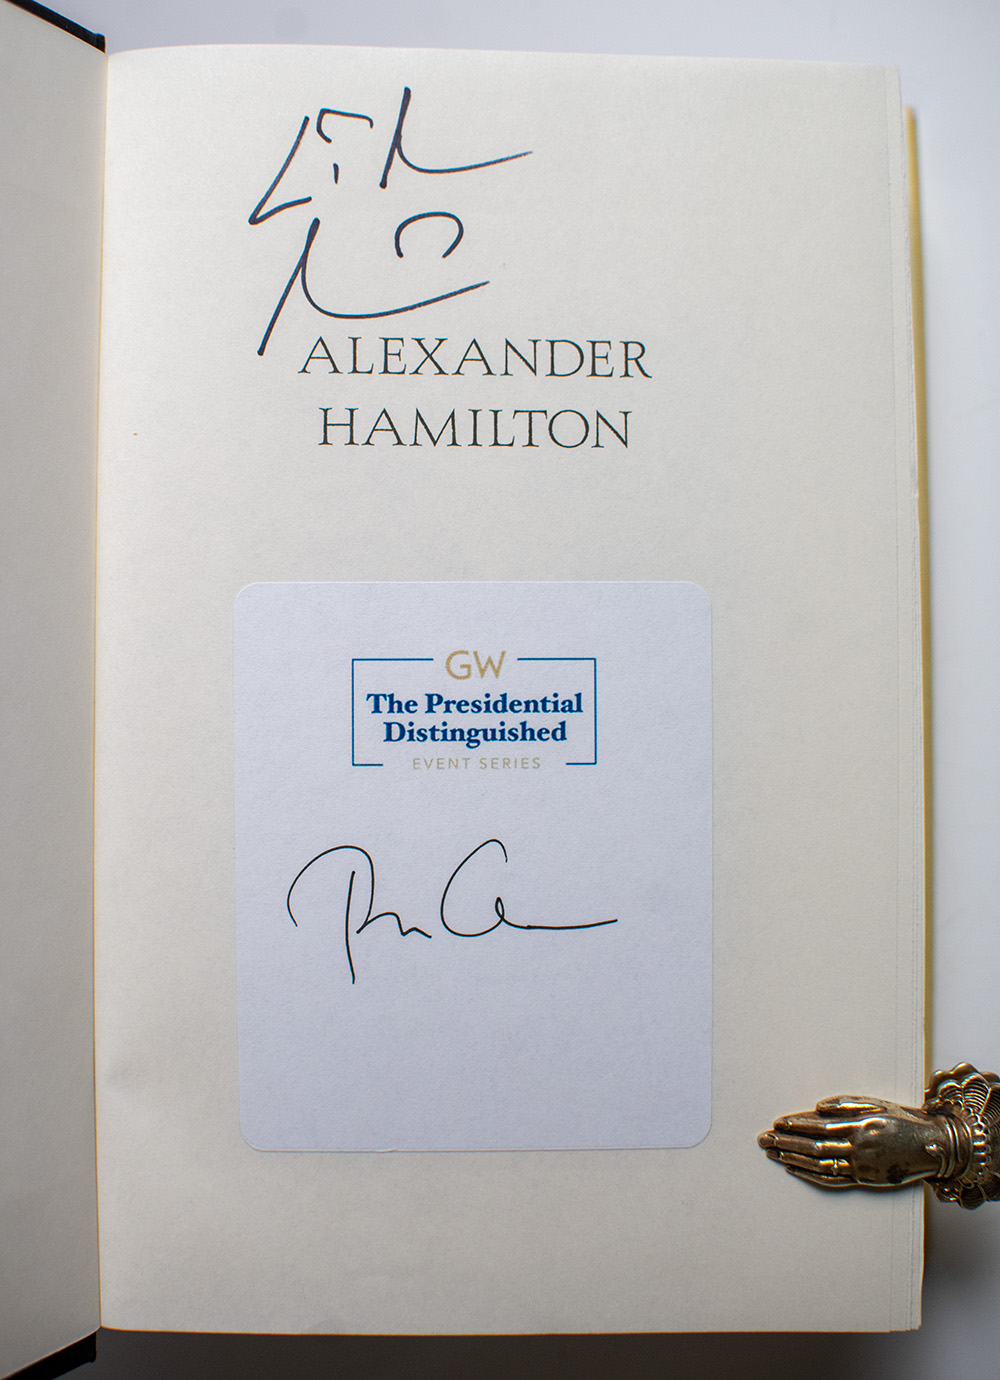 ALEXANDER
HAMILTON
GW
The Presidential
Distinguished
EVENT SERIES